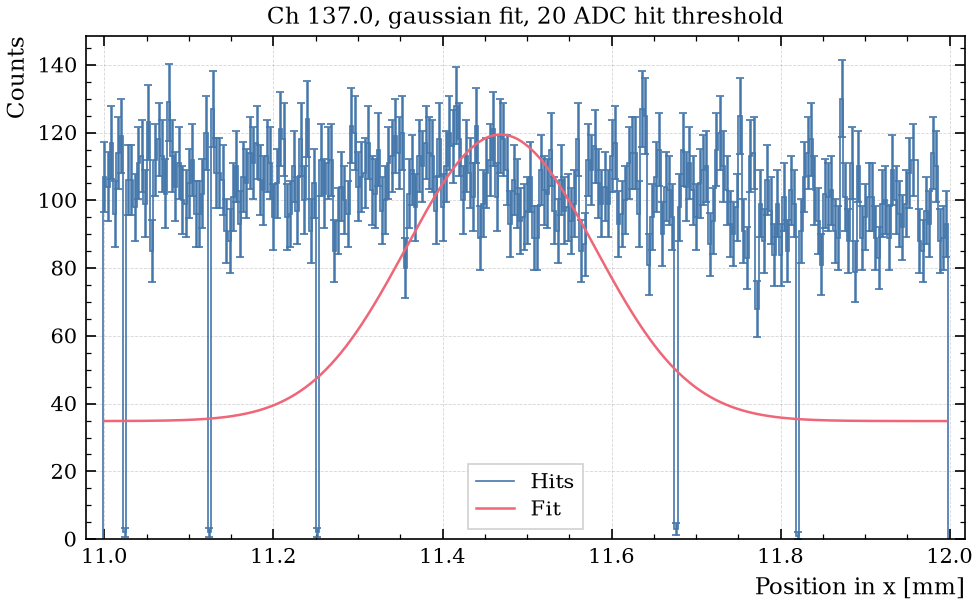 Ch 137.0, gaussian fit, 20 ADC hit threshold
Counts
140
120
100
80
60
40
20
0
Hits
Fit
11.0 11.2 11.4 11.6 11.8 12.0
Position in x [mm]